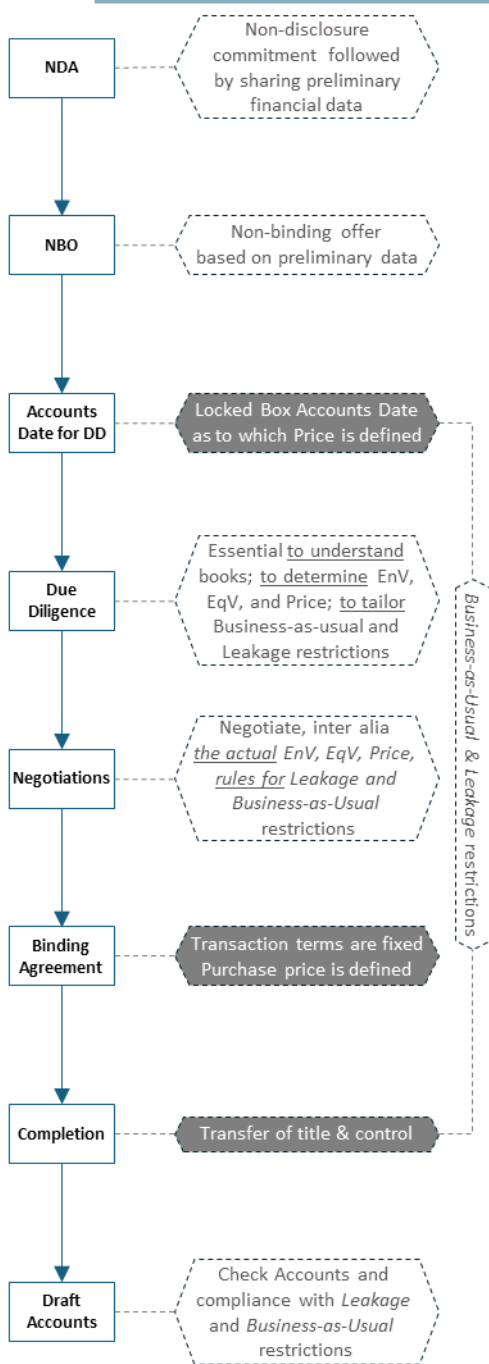 NDA
Non-disclosure
commitment followed
by sharing preliminary
financial data
NBO
Non-binding offer
based on preliminary data
Accounts
Date for DD
Locked Box Accounts Date
as to which Price is defined
Due
Diligence
Essential to understand
books; to determine EnV,
EqV, and Price; to tailor
Business-as-usual and
Leakage restrictions
Business-as-Usual & Leakage restrictions
Negotiations
Negotiate, inter alia
the actual EnV, EqV, Price,
rules for Leakage and
Business-as-Usual
restrictions
Binding
Agreement
Transaction terms are fixed
Purchase price is defined
Completion
Transfer of title & control
Draft
Accounts
Check Accounts and
compliance with Leakage
and Business-as-Usual
restrictions